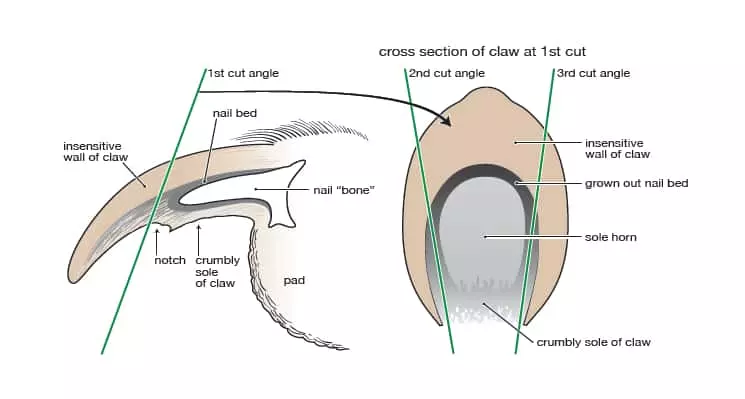 cross section of claw at 1st cut
1st cut angle
2nd cut angle
3rd cut angle
nail bed
insensitive
wall of claw
insensitive
wall of claw
grown out nail bed
nail “bone”
sole horn
notch
crumbly
sole
of claw
pad
crumbly sole of claw